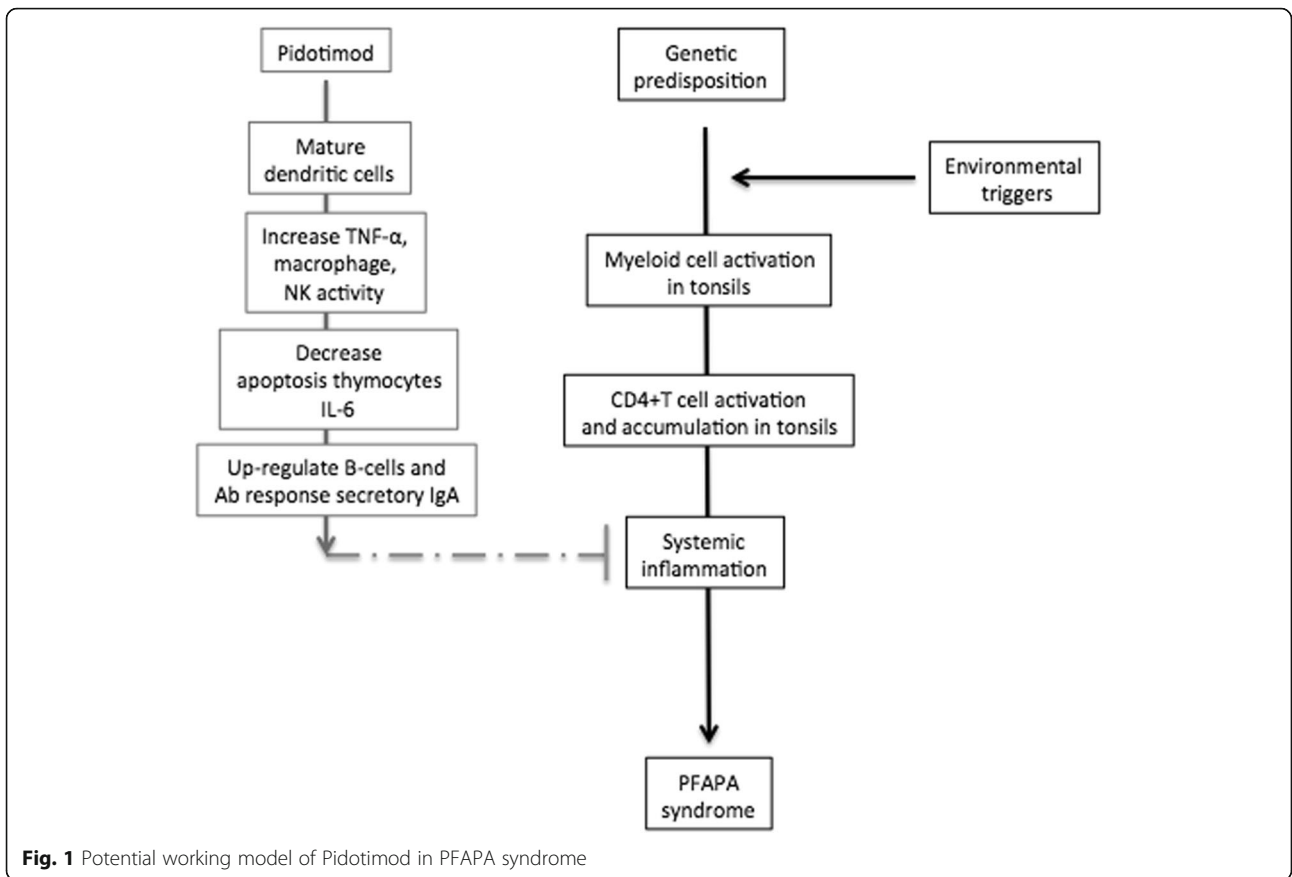 Pidotimod
Mature
dendritic cells
Increase TNF-α,
macrophage,
NK activity
Decrease
apoptosis thymocytes
IL-6
Up-regulate B-cells and
Ab response secretory IgA
Genetic
predisposition
Environmental
triggers
Myeloid cell activation
in tonsils
CD4+T cell activation
and accumulation in tonsils
Systemic
inflammation
PFAPA
syndrome
Fig. 1 Potential working model of Pidotimod in PFAPA syndrome